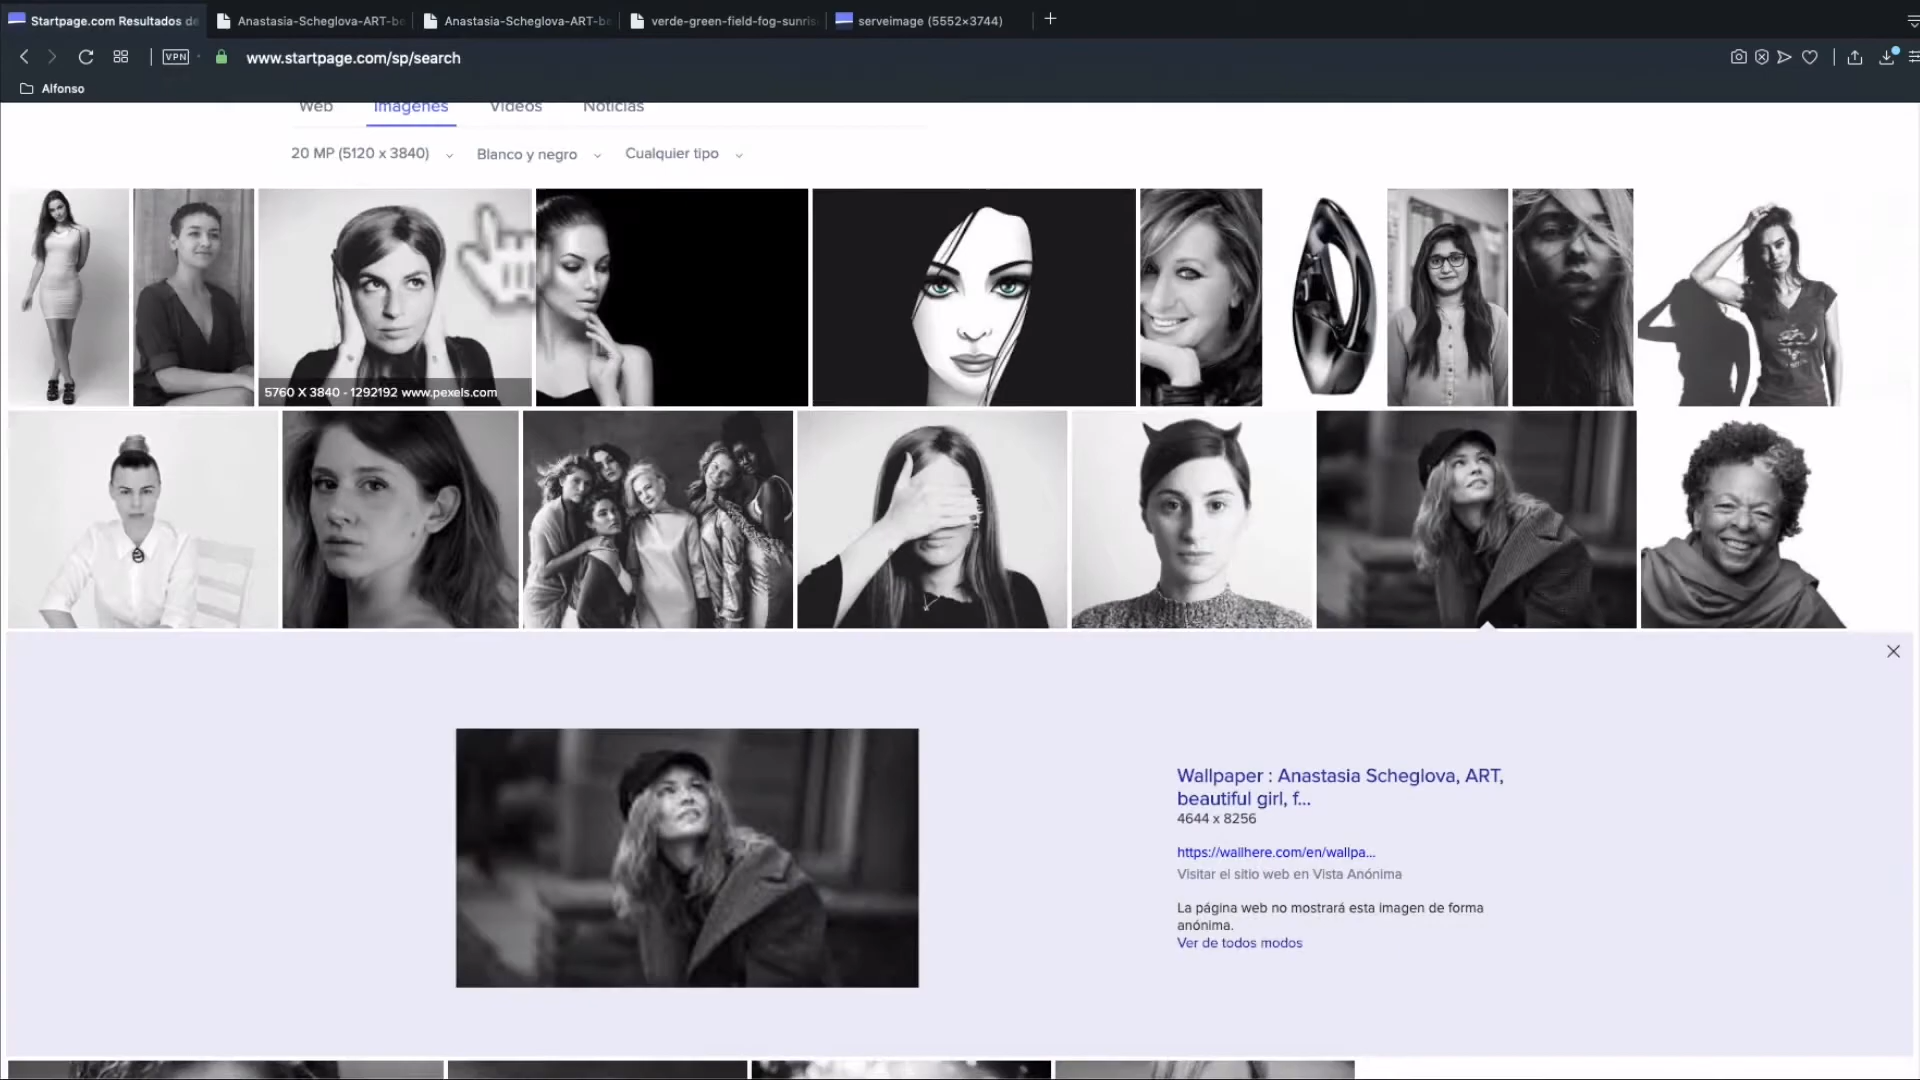 Startpage.com Resultados de
Anastasia-Scheglova-ART-be
Anastasia-Scheglova-ART-be
verde-green-field-fog-sunris
serveimage (5552×3744)
VPN
www.startpage.com/sp/search
Alfonso
Web
Imágenes
Vídeos
Noticias
20 MP (5120 x 3840)
Blanco y negro
Cualquier tipo
5760 X 3840 - 1292192 www.pexels.com
Wallpaper : Anastasia Scheglova, ART,
beautiful girl, f...
4644 x 8256
https://wallhere.com/en/wallpa...
Visitar el sitio web en Vista Anónima
La página web no mostrará esta imagen de forma
anónima.
Ver de todos modos